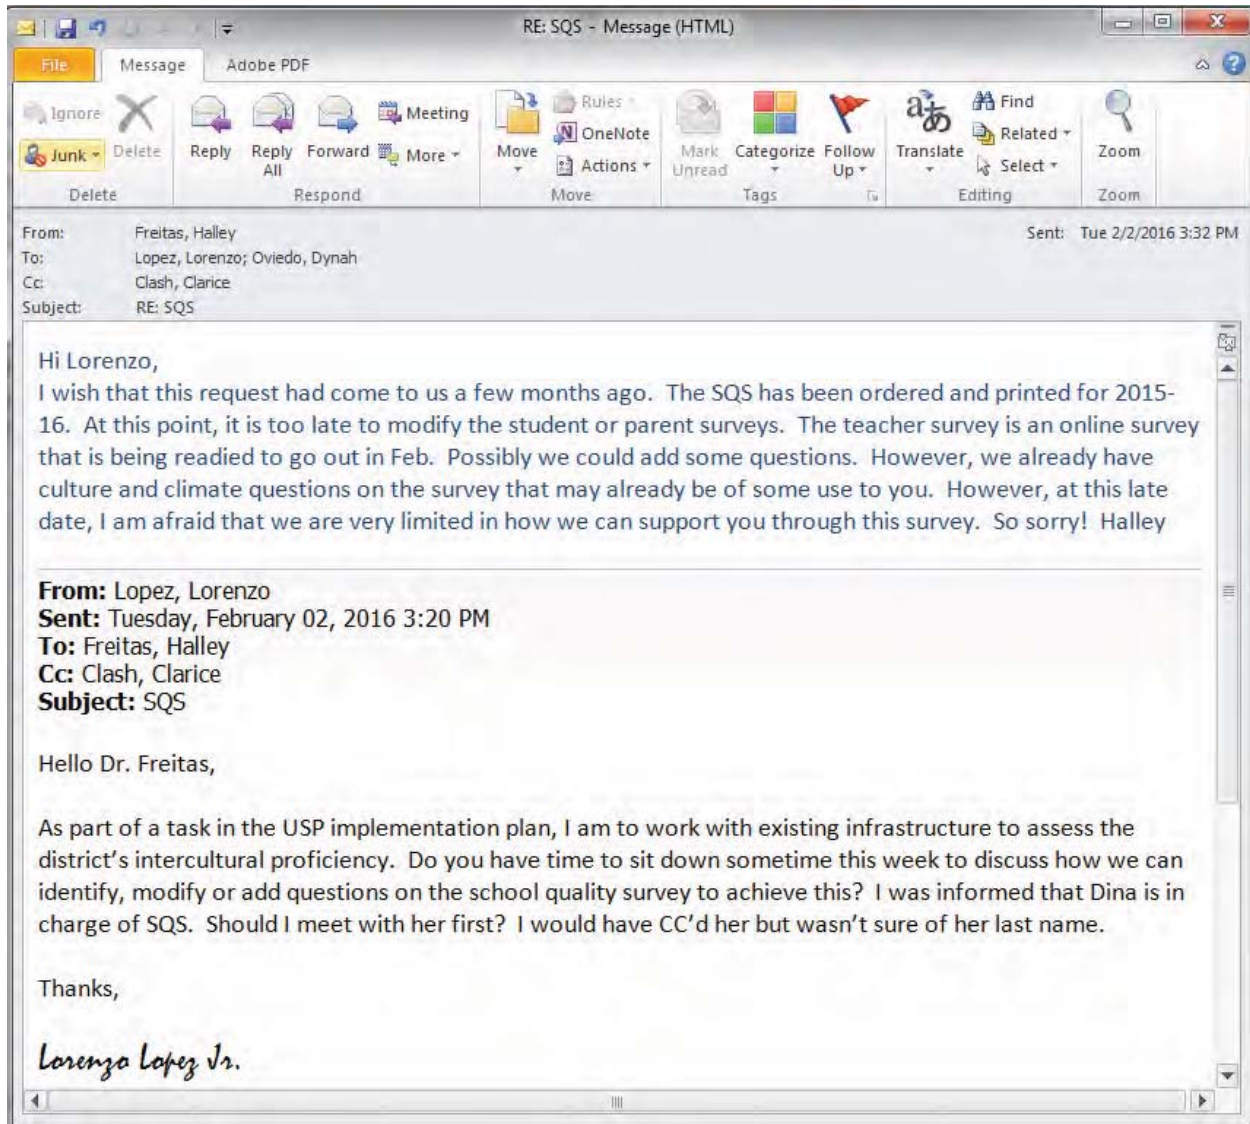 RE: SQS - Message (HTML)
File Message Adobe PDF
Ignore
Junk
Delete
Reply
Reply All
Forward
Meeting
More
Move
Rules
OneNote
Actions
Mark Unread
Categorize
Follow Up
Translate
Find
Related
Select
Zoom
Delete Respond Move Tags Editing Zoom
From: Freitas, Halley Sent: Tue 2/2/2016 3:32 PM
To: Lopez, Lorenzo; Oviedo, Dynah
Cc: Clash, Clarice
Subject: RE: SQS
Hi Lorenzo,
I wish that this request had come to us a few months ago. The SQS has been ordered and printed for 2015-
16. At this point, it is too late to modify the student or parent surveys. The teacher survey is an online survey
that is being readied to go out in Feb. Possibly we could add some questions. However, we already have
culture and climate questions on the survey that may already be of some use to you. However, at this late
date, I am afraid that we are very limited in how we can support you through this survey. So sorry! Halley
From: Lopez, Lorenzo
Sent: Tuesday, February 02, 2016 3:20 PM
To: Freitas, Halley
Cc: Clash, Clarice
Subject: SQS
Hello Dr. Freitas,
As part of a task in the USP implementation plan, I am to work with existing infrastructure to assess the
district's intercultural proficiency. Do you have time to sit down sometime this week to discuss how we can
identify, modify or add questions on the school quality survey to achieve this? I was informed that Dina is in
charge of SQS. Should I meet with her first? I would have CC'd her but wasn't sure of her last name.
Thanks,
Lorenzo Lopez Jr.